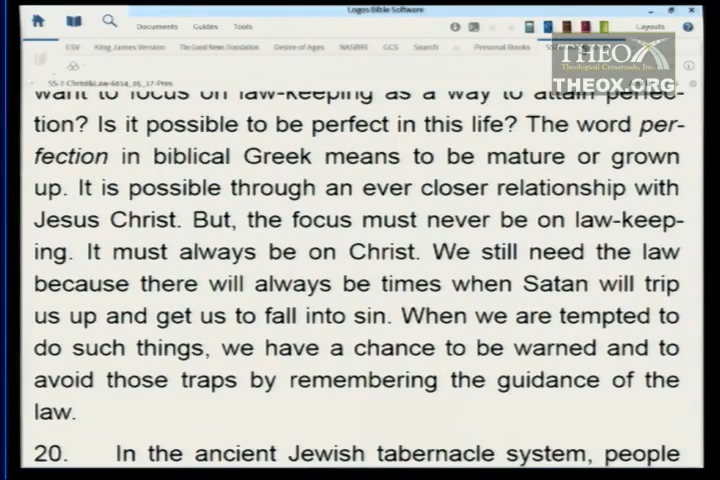 Logos Bible Software
Documents Guides Tools Layouts
ESV King James Version The Good News Translation Desire of Ages NASB95 GCS Search Personal Books
THEOX
Theological Crossroads, Inc.
THEOX.ORG
want to focus on law-keeping as a way to attain perfec-
tion? Is it possible to be perfect in this life? The word per-
fection in biblical Greek means to be mature or grown
up. It is possible through an ever closer relationship with
Jesus Christ. But, the focus must never be on law-keep-
ing. It must always be on Christ. We still need the law
because there will always be times when Satan will trip
us up and get us to fall into sin. When we are tempted to
do such things, we have a chance to be warned and to
avoid those traps by remembering the guidance of the
law.
20. In the ancient Jewish tabernacle system, people